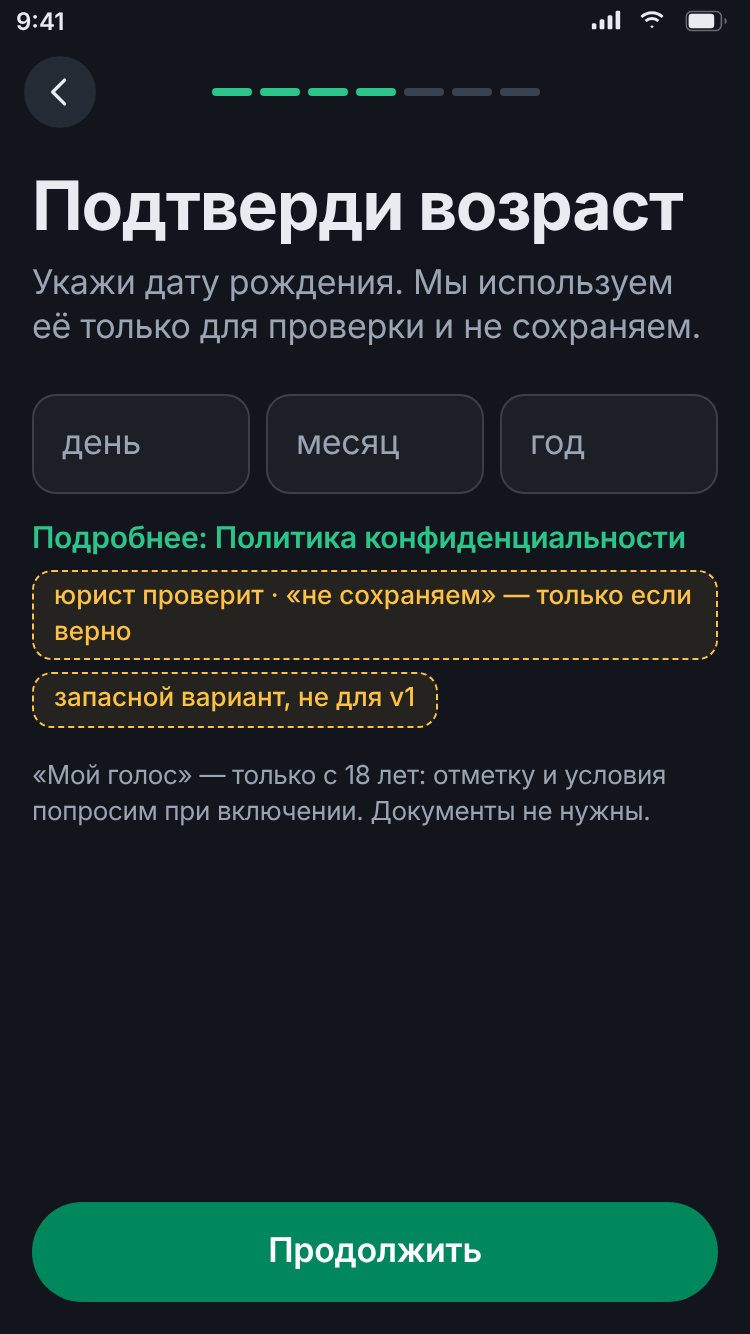 9:41
Подтверди возраст
Укажи дату рождения. Мы используем
её только для проверки и не сохраняем.
день
месяц
год
Подробнее: Политика конфиденциальности
юрист проверит · «не сохраняем» — только если
верно
запасной вариант, не для v1
«Мой голос» — только с 18 лет: отметку и условия
попросим при включении. Документы не нужны.
Продолжить